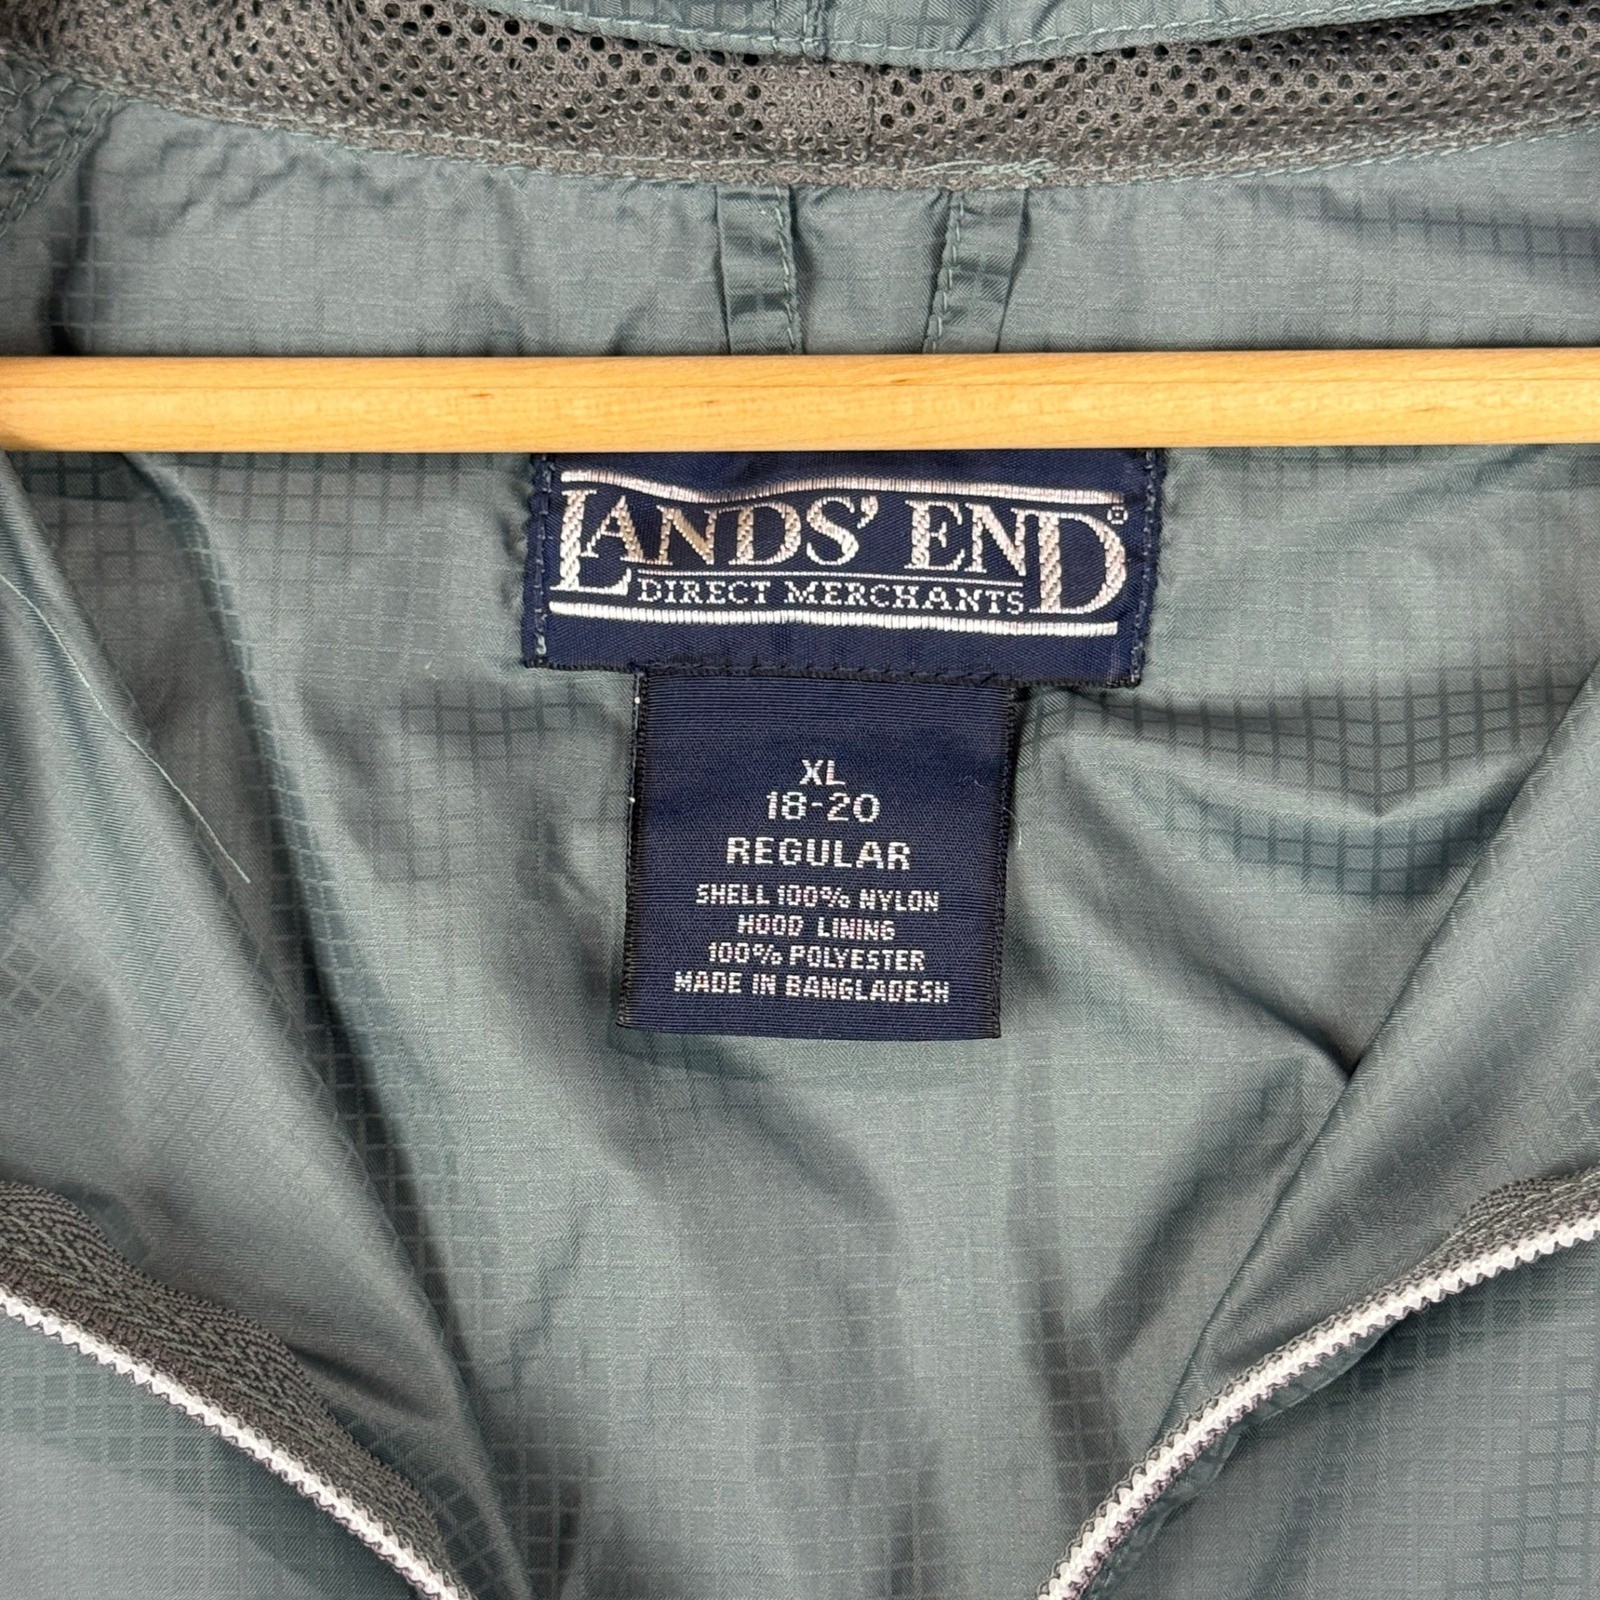 LANDS' END®
DIRECT MERCHANTS
XL
18-20
REGULAR
SHELL 100% NYLON
HOOD LINING
100% POLYESTER
MADE IN BANGLADESH